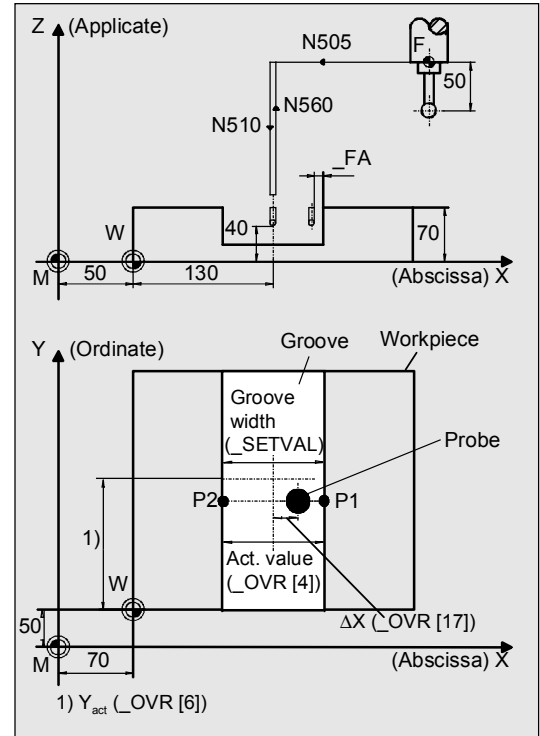 Z (Applicate)
N505
F
50
N560
N510
_FA
40
70
W
M
50
130
(Abscissa) X
Y (Ordinate)
Groove
Workpiece
Groove
width
(_SETVAL)
Probe
P2
P1
1)
Act. value
(_OVR [4])
W
50
ΔX (_OVR [17])
M
70
(Abscissa) X
1) Yact (_OVR [6])